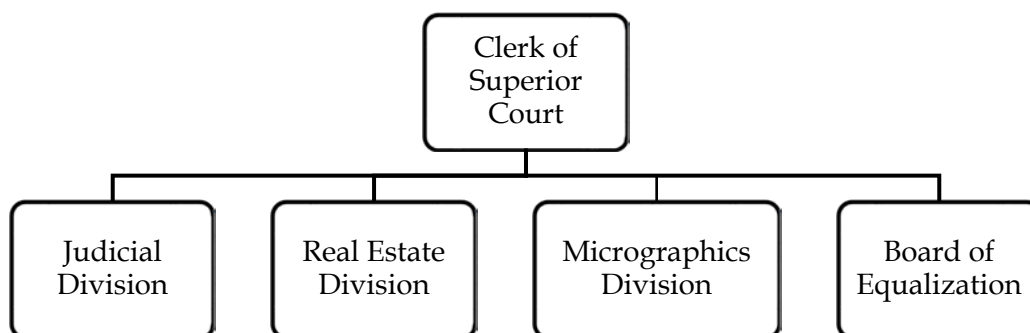 Clerk of
Superior
Court
Judicial
Division
Real Estate
Division
Micrographics
Division
Board of
Equalization